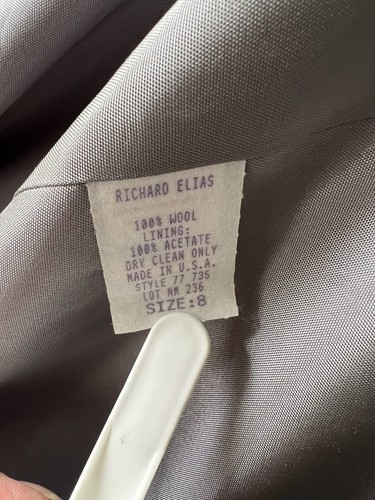 RICHARD ELIAS
100% WOOL
LINING:
100% ACETATE
DRY CLEAN ONLY
MADE IN U.S.A.
STYLE 77 735
LOT NM 236
SIZE:8